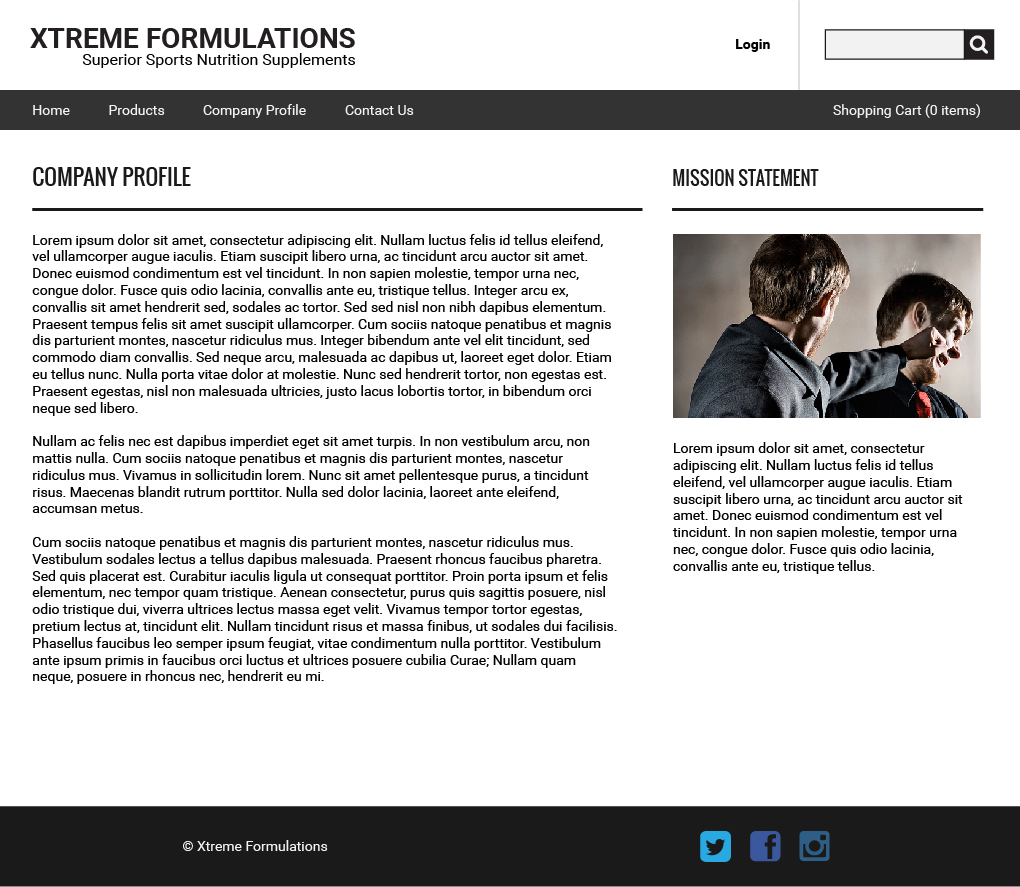 XTREME FORMULATIONS
Superior Sports Nutrition Supplements
Login
Home Products Company Profile Contact Us Shopping Cart (0 items)
COMPANY PROFILE
Lorem ipsum dolor sit amet, consectetur adipiscing elit. Nullam luctus felis id tellus eleifend,
vel ullamcorper augue iaculis. Etiam suscipit libero urna, ac tincidunt arcu auctor sit amet.
Donec euismod condimentum est vel tincidunt. In non sapien molestie, tempor urna nec,
congue dolor. Fusce quis odio lacinia, convallis ante eu, tristique tellus. Integer arcu ex,
convallis sit amet hendrerit sed, sodales ac tortor. Sed sed nisl non nibh dapibus elementum.
Praesent tempus felis sit amet suscipit ullamcorper. Cum sociis natoque penatibus et magnis
dis parturient montes, nascetur ridiculus mus. Integer bibendum ante vel elit tincidunt, sed
commodo diam convallis. Sed neque arcu, malesuada ac dapibus ut, laoreet eget dolor. Etiam
eu tellus nunc. Nulla porta vitae dolor at molestie. Nunc sed hendrerit tortor, non egestas est.
Praesent egestas, nisl non malesuada ultricies, justo lacus lobortis tortor, in bibendum orci
neque sed libero.
Nullam ac felis nec est dapibus imperdiet eget sit amet turpis. In non vestibulum arcu, non
mattis nulla. Cum sociis natoque penatibus et magnis dis parturient montes, nascetur
ridiculus mus. Vivamus in sollicitudin lorem. Nunc sit amet pellentesque purus, a tincidunt
risus. Maecenas blandit rutrum porttitor. Nulla sed dolor lacinia, laoreet ante eleifend,
accumsan metus.
Cum sociis natoque penatibus et magnis dis parturient montes, nascetur ridiculus mus.
Vestibulum sodales lectus a tellus dapibus malesuada. Praesent rhoncus faucibus pharetra.
Sed quis placerat est. Curabitur iaculis ligula ut consequat porttitor. Proin porta ipsum et felis
elementum, nec tempor quam tristique. Aenean consectetur, purus quis sagittis posuere, nisl
odio tristique dui, viverra ultrices lectus massa eget velit. Vivamus tempor tortor egestas,
pretium lectus at, tincidunt elit. Nullam tincidunt risus et massa finibus, ut sodales dui facilisis.
Phasellus faucibus leo semper ipsum feugiat, vitae condimentum nulla porttitor. Vestibulum
ante ipsum primis in faucibus orci luctus et ultrices posuere cubilia Curae; Nullam quam
neque, posuere in rhoncus nec, hendrerit eu mi.
MISSION STATEMENT
Lorem ipsum dolor sit amet, consectetur
adipiscing elit. Nullam luctus felis id tellus
eleifend, vel ullamcorper augue iaculis. Etiam
suscipit libero urna, ac tincidunt arcu auctor sit
amet. Donec euismod condimentum est vel
tincidunt. In non sapien molestie, tempor urna
nec, congue dolor. Fusce quis odio lacinia,
convallis ante eu, tristique tellus.
© Xtreme Formulations